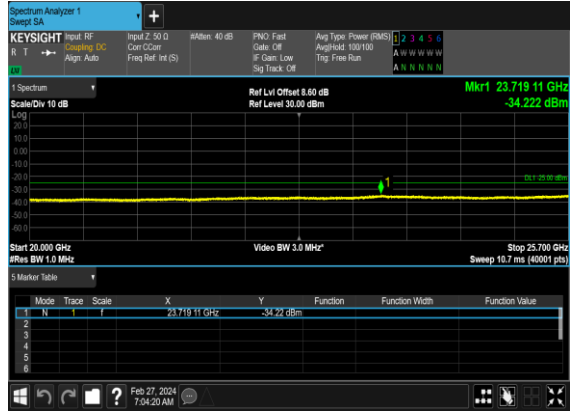 Spectrum Analyzer 1
Swept SA
KEYSIGHT
R T
LV
Input: RF
Coupling: DC
Align: Auto
Input Z: 50 Ω
Corr CCorr
Freq Ref: Int (S)
#Atten: 40 dB
PNO: Fast
Gate: Off
IF Gain: Low
Sig Track: Off
Avg Type: Power (RMS)
Avg|Hold: 100/100
Trig: Free Run
1 2 3 4 5 6
A W W W W W
A N N N N N
1 Spectrum
Scale/Div 10 dB
Ref Lvl Offset 8.60 dB
Ref Level 30.00 dBm
Mkr1 23.719 11 GHz
-34.222 dBm
Log
20.0
10.0
0.00
-10.0
-20.0
-30.0
-40.0
-50.0
-60.0
1
DL1 -25.00 dBm
Start 20.000 GHz
#Res BW 1.0 MHz
Video BW 3.0 MHz*
Stop 25.700 GHz
Sweep 10.7 ms (40001 pts)
5 Marker Table
Mode Trace Scale X Y Function Function Width Function Value
1 N 1 f 23.719 11 GHz -34.22 dBm
2
3
4
5
6
?
Feb 27, 2024
7:04:20 AM